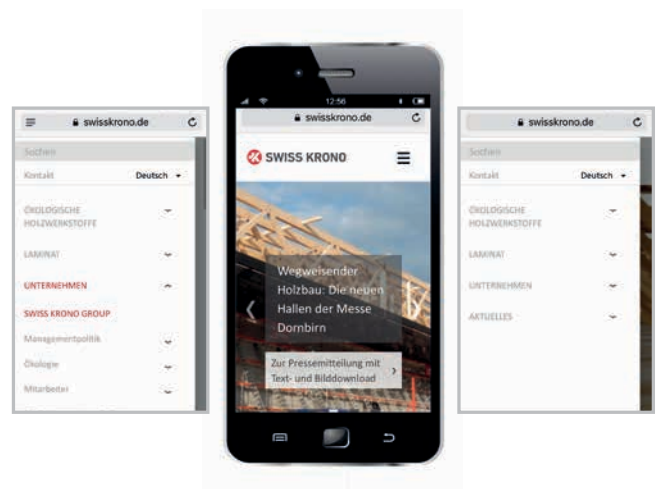 swisskrono.de
Suchen
Kontakt
Deutsch
ÖKOLOGISCHE
HOLZWERKSTOFFE
LAMINAT
UNTERNEHMEN
SWISS KRONO GROUP
Managementpolitik
Ökologie
Mitarbeiter
12:56
swisskrono.de
SWISS KRONO
Wegweisender
Holzbau: Die neuen
Hallen der Messe
Dornbirn
Zur Pressemitteilung mit
Text- und Bilddownload
swisskrono.de
Suchen
Kontakt
Deutsch
ÖKOLOGISCHE
HOLZWERKSTOFFE
LAMINAT
UNTERNEHMEN
AKTUELLES